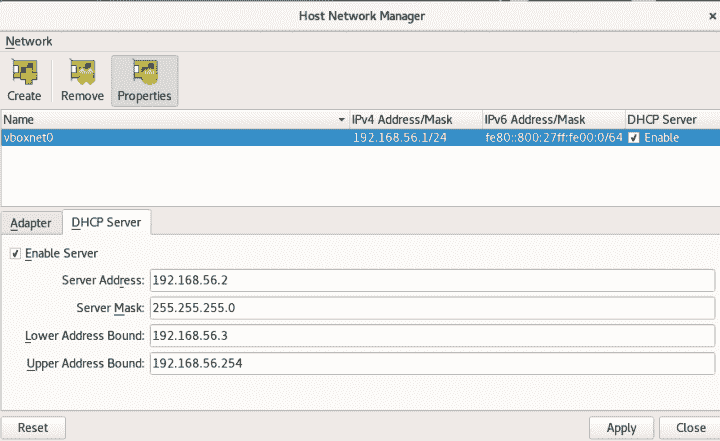 Host Network Manager
Network
Create Remove Properties
Name IPv4 Address/Mask IPv6 Address/Mask DHCP Server
vboxnet0 192.168.56.1/24 fe80::800:27ff:fe00:0/64 Enable
Adapter DHCP Server
Enable Server
Server Address: 192.168.56.2
Server Mask: 255.255.255.0
Lower Address Bound: 192.168.56.3
Upper Address Bound: 192.168.56.254
Reset Apply Close